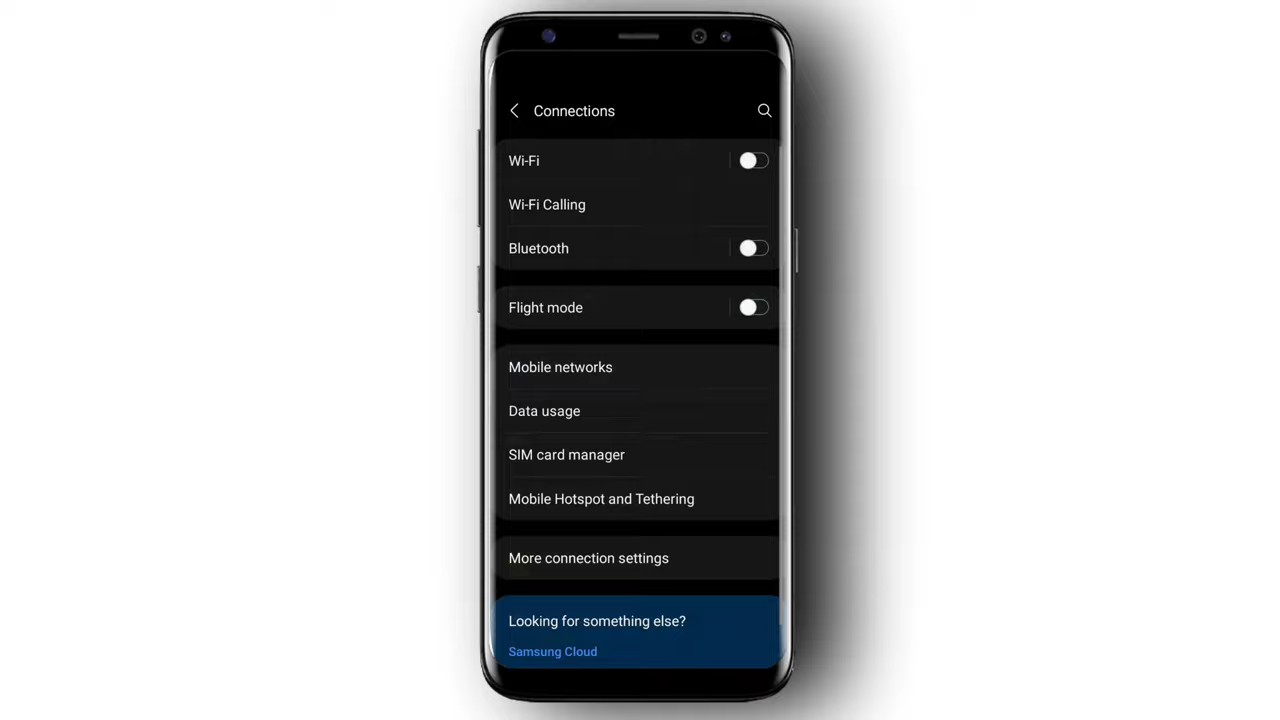 Connections
Wi-Fi
Wi-Fi Calling
Bluetooth
Flight mode
Mobile networks
Data usage
SIM card manager
Mobile Hotspot and Tethering
More connection settings
Looking for something else?
Samsung Cloud